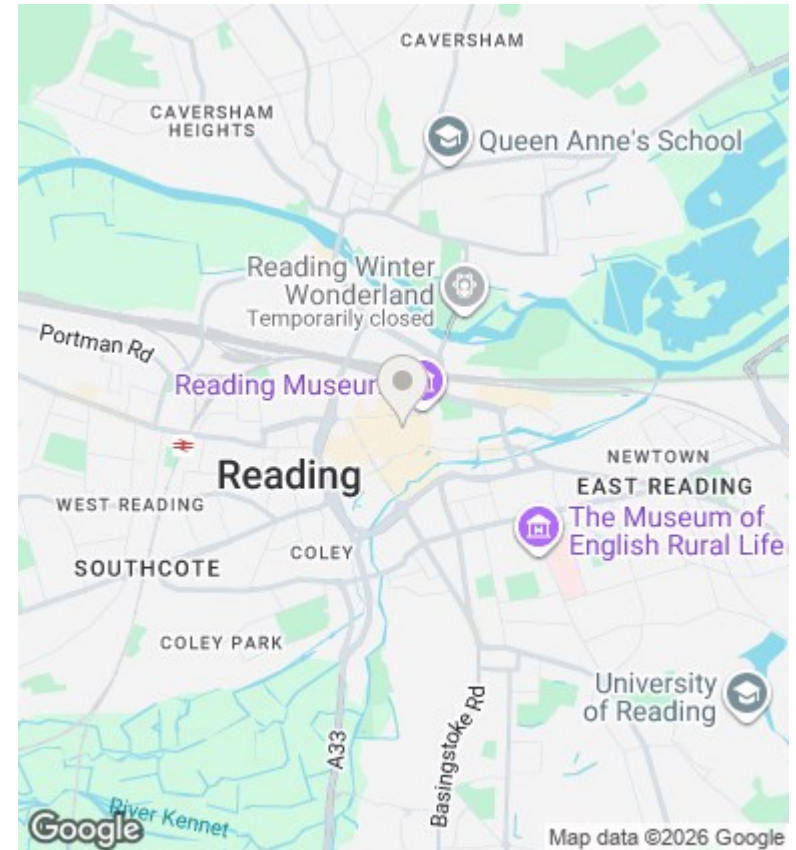 CAVERSHAM
CAVERSHAM
HEIGHTS
Queen Anne's School
Reading Winter
Wonderland
Temporarily closed
Portman Rd
Reading Museum
Reading
NEWTOWN
EAST READING
WEST READING
The Museum of
English Rural Life
COLEY
SOUTHCOTE
COLEY PARK
University
of Reading
A33
Basingstoke Rd
River Kennet
Google
Map data ©2026 Google